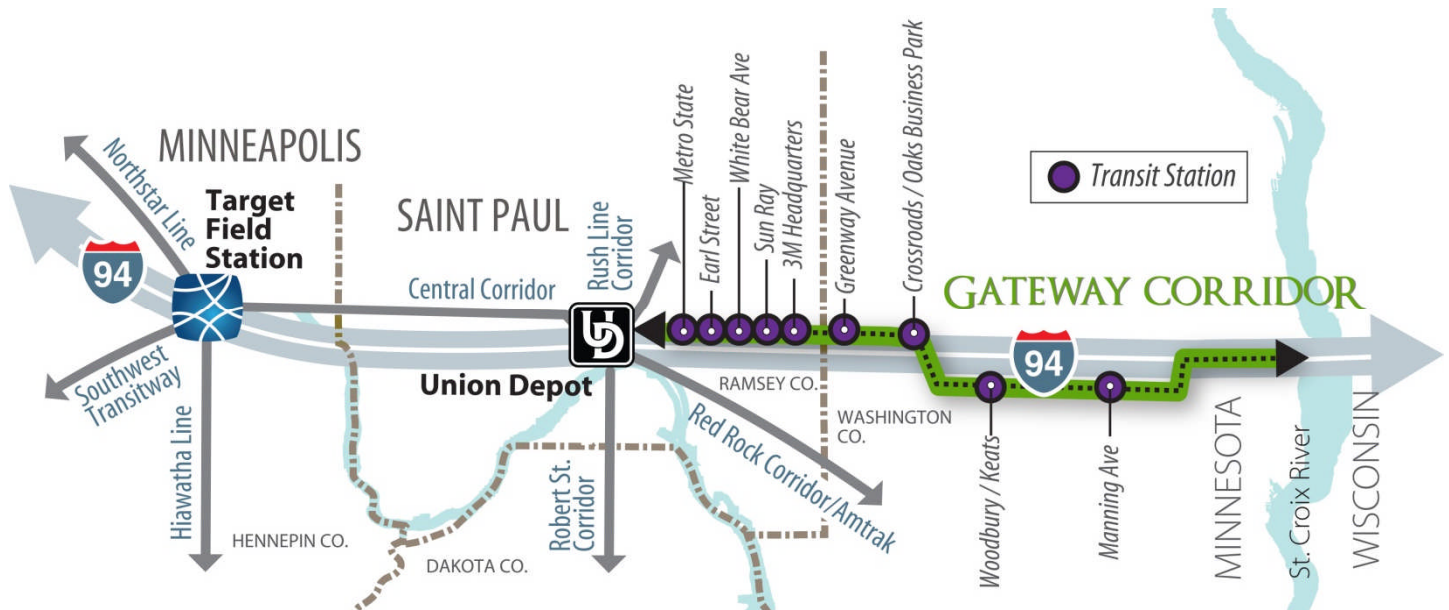 MINNEAPOLIS
Northstar Line
Target
Field
Station
94
Southwest
Transitway
Hiawatha Line
HENNEPIN CO.
SAINT PAUL
Central Corridor
Rush Line
Corridor
UD
Union Depot
Robert St.
Corridor
DAKOTA CO.
Red Rock Corridor/Amtrak
RAMSEY CO.
WASHINGTON
CO.
Metro State
Earl Street
White Bear Ave
Sun Ray
3M Headquarters
Greenway Avenue
Crossroads / Oaks Business Park
Transit Station
GATEWAY CORRIDOR
94
Woodbury / Keats
Manning Ave
MINNESOTA
St. Croix River
WISCONSIN